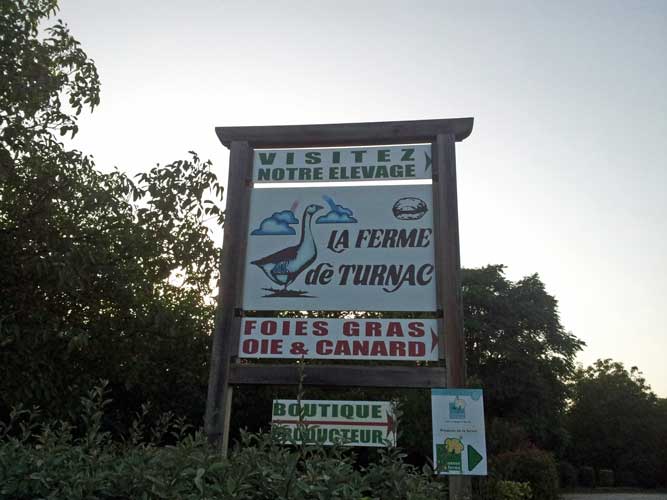 VISITEZ
NOTRE ELEVAGE
LA FERME
de TURNAC
FOIES GRAS
OIE & CANARD
BOUTIQUE
PRODUCTEUR